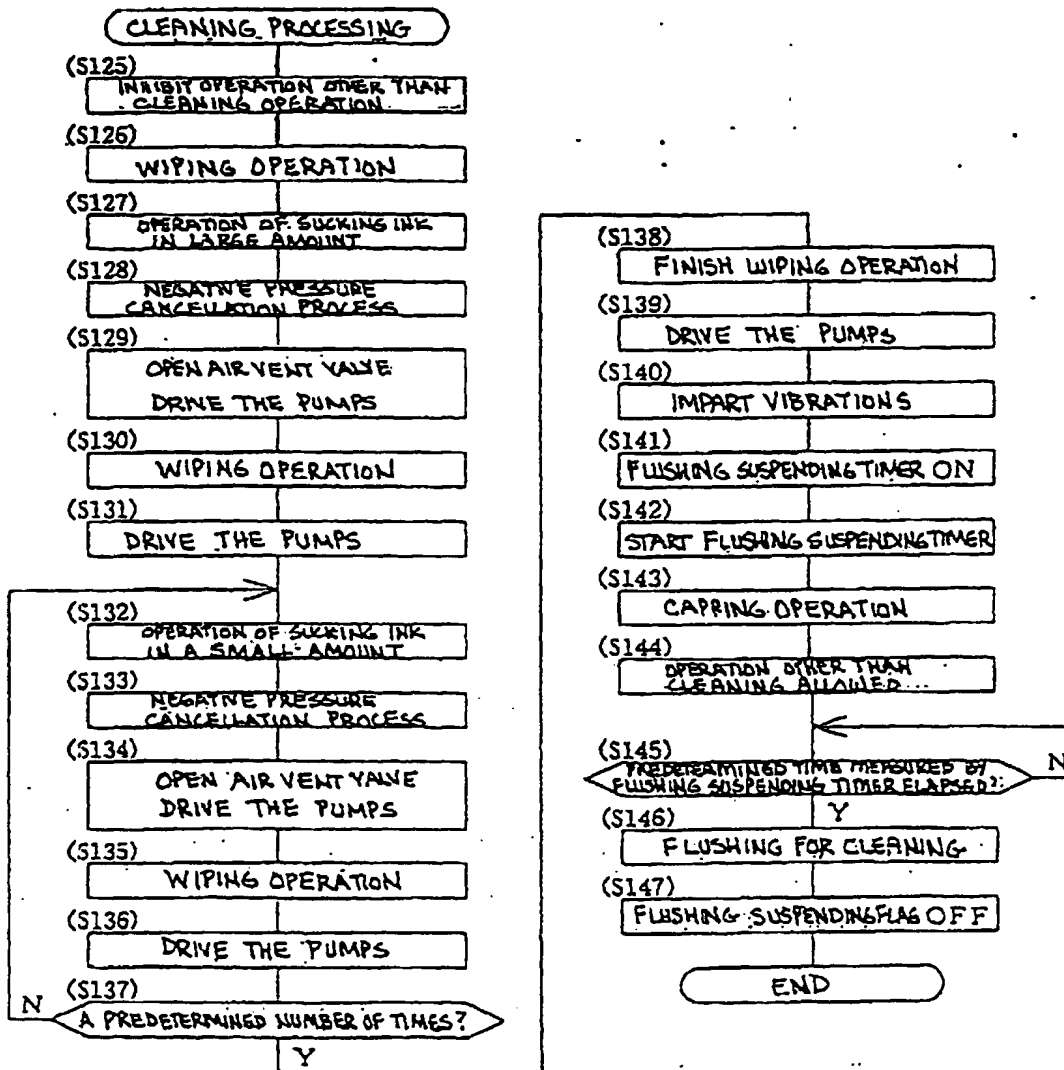 CLEANING PROCESSING
(S125)
INHIBIT OPERATION OTHER THAN
CLEANING OPERATION
(S126)
WIPING OPERATION
(S127)
OPERATION OF SUCKING INK
IN LARGE AMOUNT
(S128)
NEGATIVE PRESSURE
CANCELLATION PROCESS
(S129)
OPEN AIR VENT VALVE
DRIVE THE PUMPS
(S130)
WIPING OPERATION
(S131)
DRIVE THE PUMPS
(S132)
OPERATION OF SUCKING INK
IN A SMALL AMOUNT
(S133)
NEGATIVE PRESSURE
CANCELLATION PROCESS
(S134)
OPEN AIR VENT VALVE
DRIVE THE PUMPS
(S135)
WIPING OPERATION
(S136)
DRIVE THE PUMPS
(S137)
A PREDETERMINED NUMBER OF TIMES?
N
Y
(S138)
FINISH WIPING OPERATION
(S139)
DRIVE THE PUMPS
(S140)
IMPART VIBRATIONS
(S141)
FLUSHING SUSPENDING TIMER ON
(S142)
START FLUSHING SUSPENDING TIMER
(S143)
CAPPING OPERATION
(S144)
OPERATION OTHER THAN
CLEANING ALLOWED
(S145)
PREDETERMINED TIME MEASURED BY
FLUSHING SUSPENDING TIMER ELAPSED?
N
Y
(S146)
FLUSHING FOR CLEANING
(S147)
FLUSHING SUSPENDING FLAG OFF
END